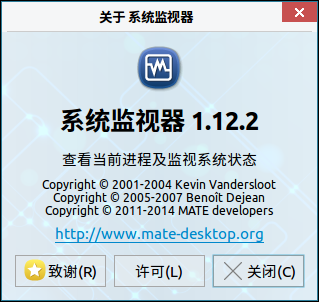 关于 系统监视器
系统监视器 1.12.2
查看当前进程及监视系统状态
Copyright © 2001-2004 Kevin Vandersloot
Copyright © 2005-2007 Benoît Dejean
Copyright © 2011-2014 MATE developers
http://www.mate-desktop.org
致谢(R) 许可(L) 关闭(C)